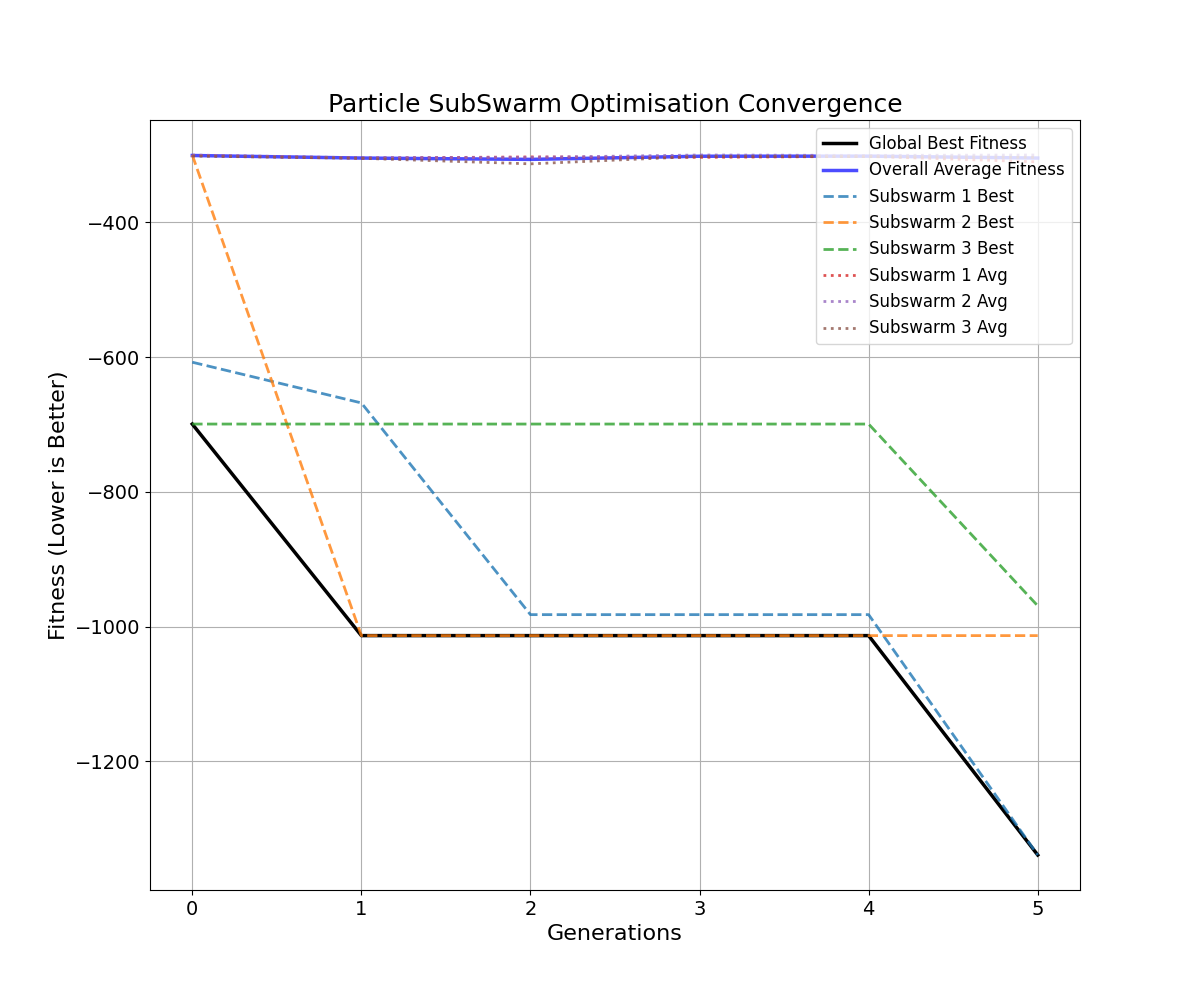 Particle SubSwarm Optimisation Convergence
Fitness (Lower is Better)
−400
−600
−800
−1000
−1200
Global Best Fitness
Overall Average Fitness
Subswarm 1 Best
Subswarm 2 Best
Subswarm 3 Best
Subswarm 1 Avg
Subswarm 2 Avg
Subswarm 3 Avg
0 1 2 3 4 5
Generations